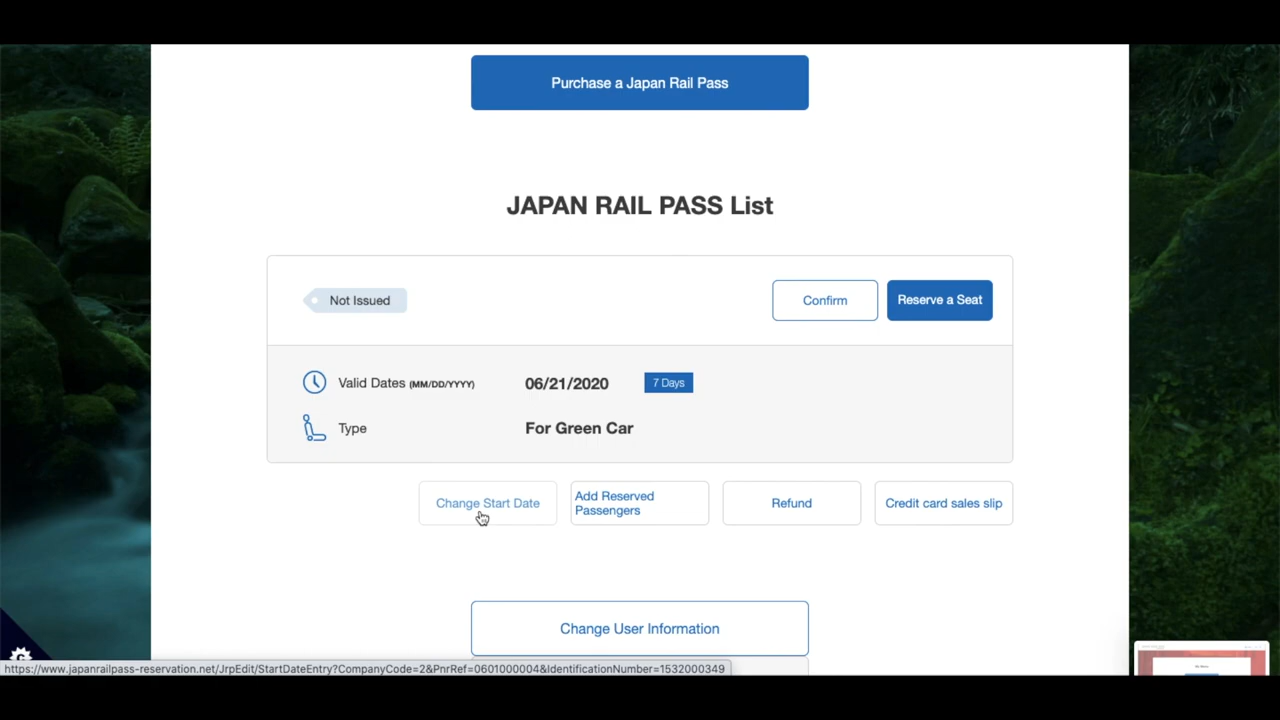 Purchase a Japan Rail Pass
JAPAN RAIL PASS List
Not Issued
Confirm
Reserve a Seat
Valid Dates (MM/DD/YYYY)
06/21/2020
7 Days
Type
For Green Car
Change Start Date
Add Reserved
Passengers
Refund
Credit card sales slip
Change User Information
https://www.japanrailpass-reservation.net/JrpEdit/StartDateEntry?CompanyCode=2&PnrRef=0601000004&IdentificationNumber=1532000349